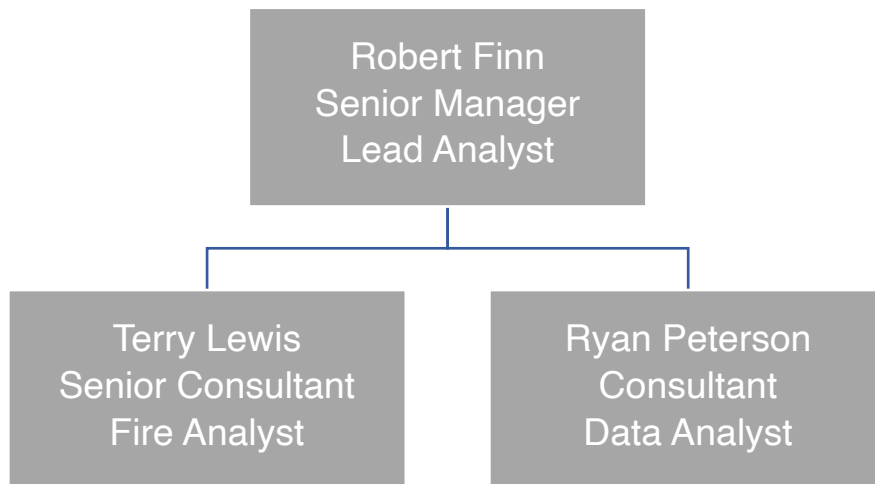 Robert Finn
Senior Manager
Lead Analyst
Terry Lewis
Senior Consultant
Fire Analyst
Ryan Peterson
Consultant
Data Analyst